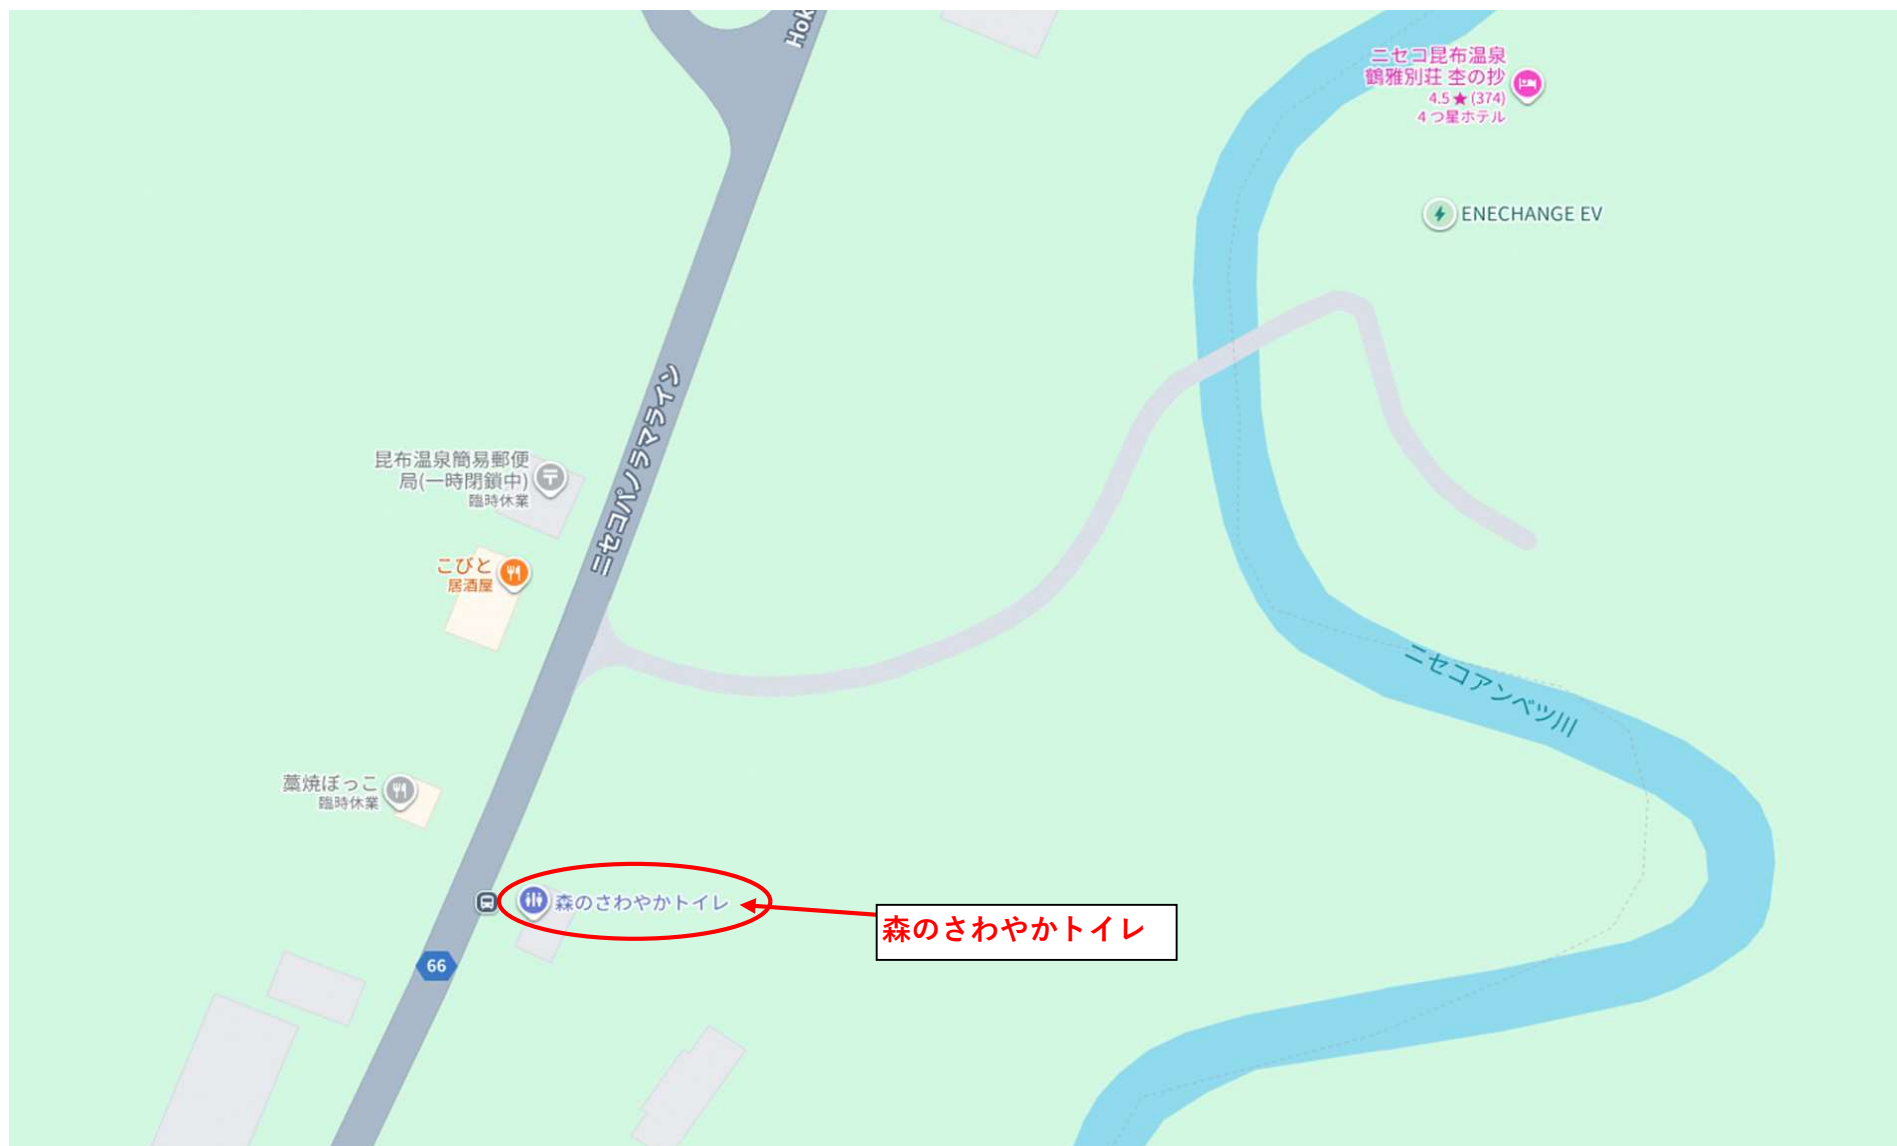 Hok
ニセコ昆布温泉
鶴雅別荘 杢の抄
4.5★(374)
4 つ星ホテル
ENECHANGE EV
ニセコパノラマライン
昆布温泉簡易郵便
局(一時閉鎖中)
臨時休業
こびと
居酒屋
ニセコアンベツ川
藁焼ぼっこ
臨時休業
森のさわやかトイレ
森のさわやかトイレ
66